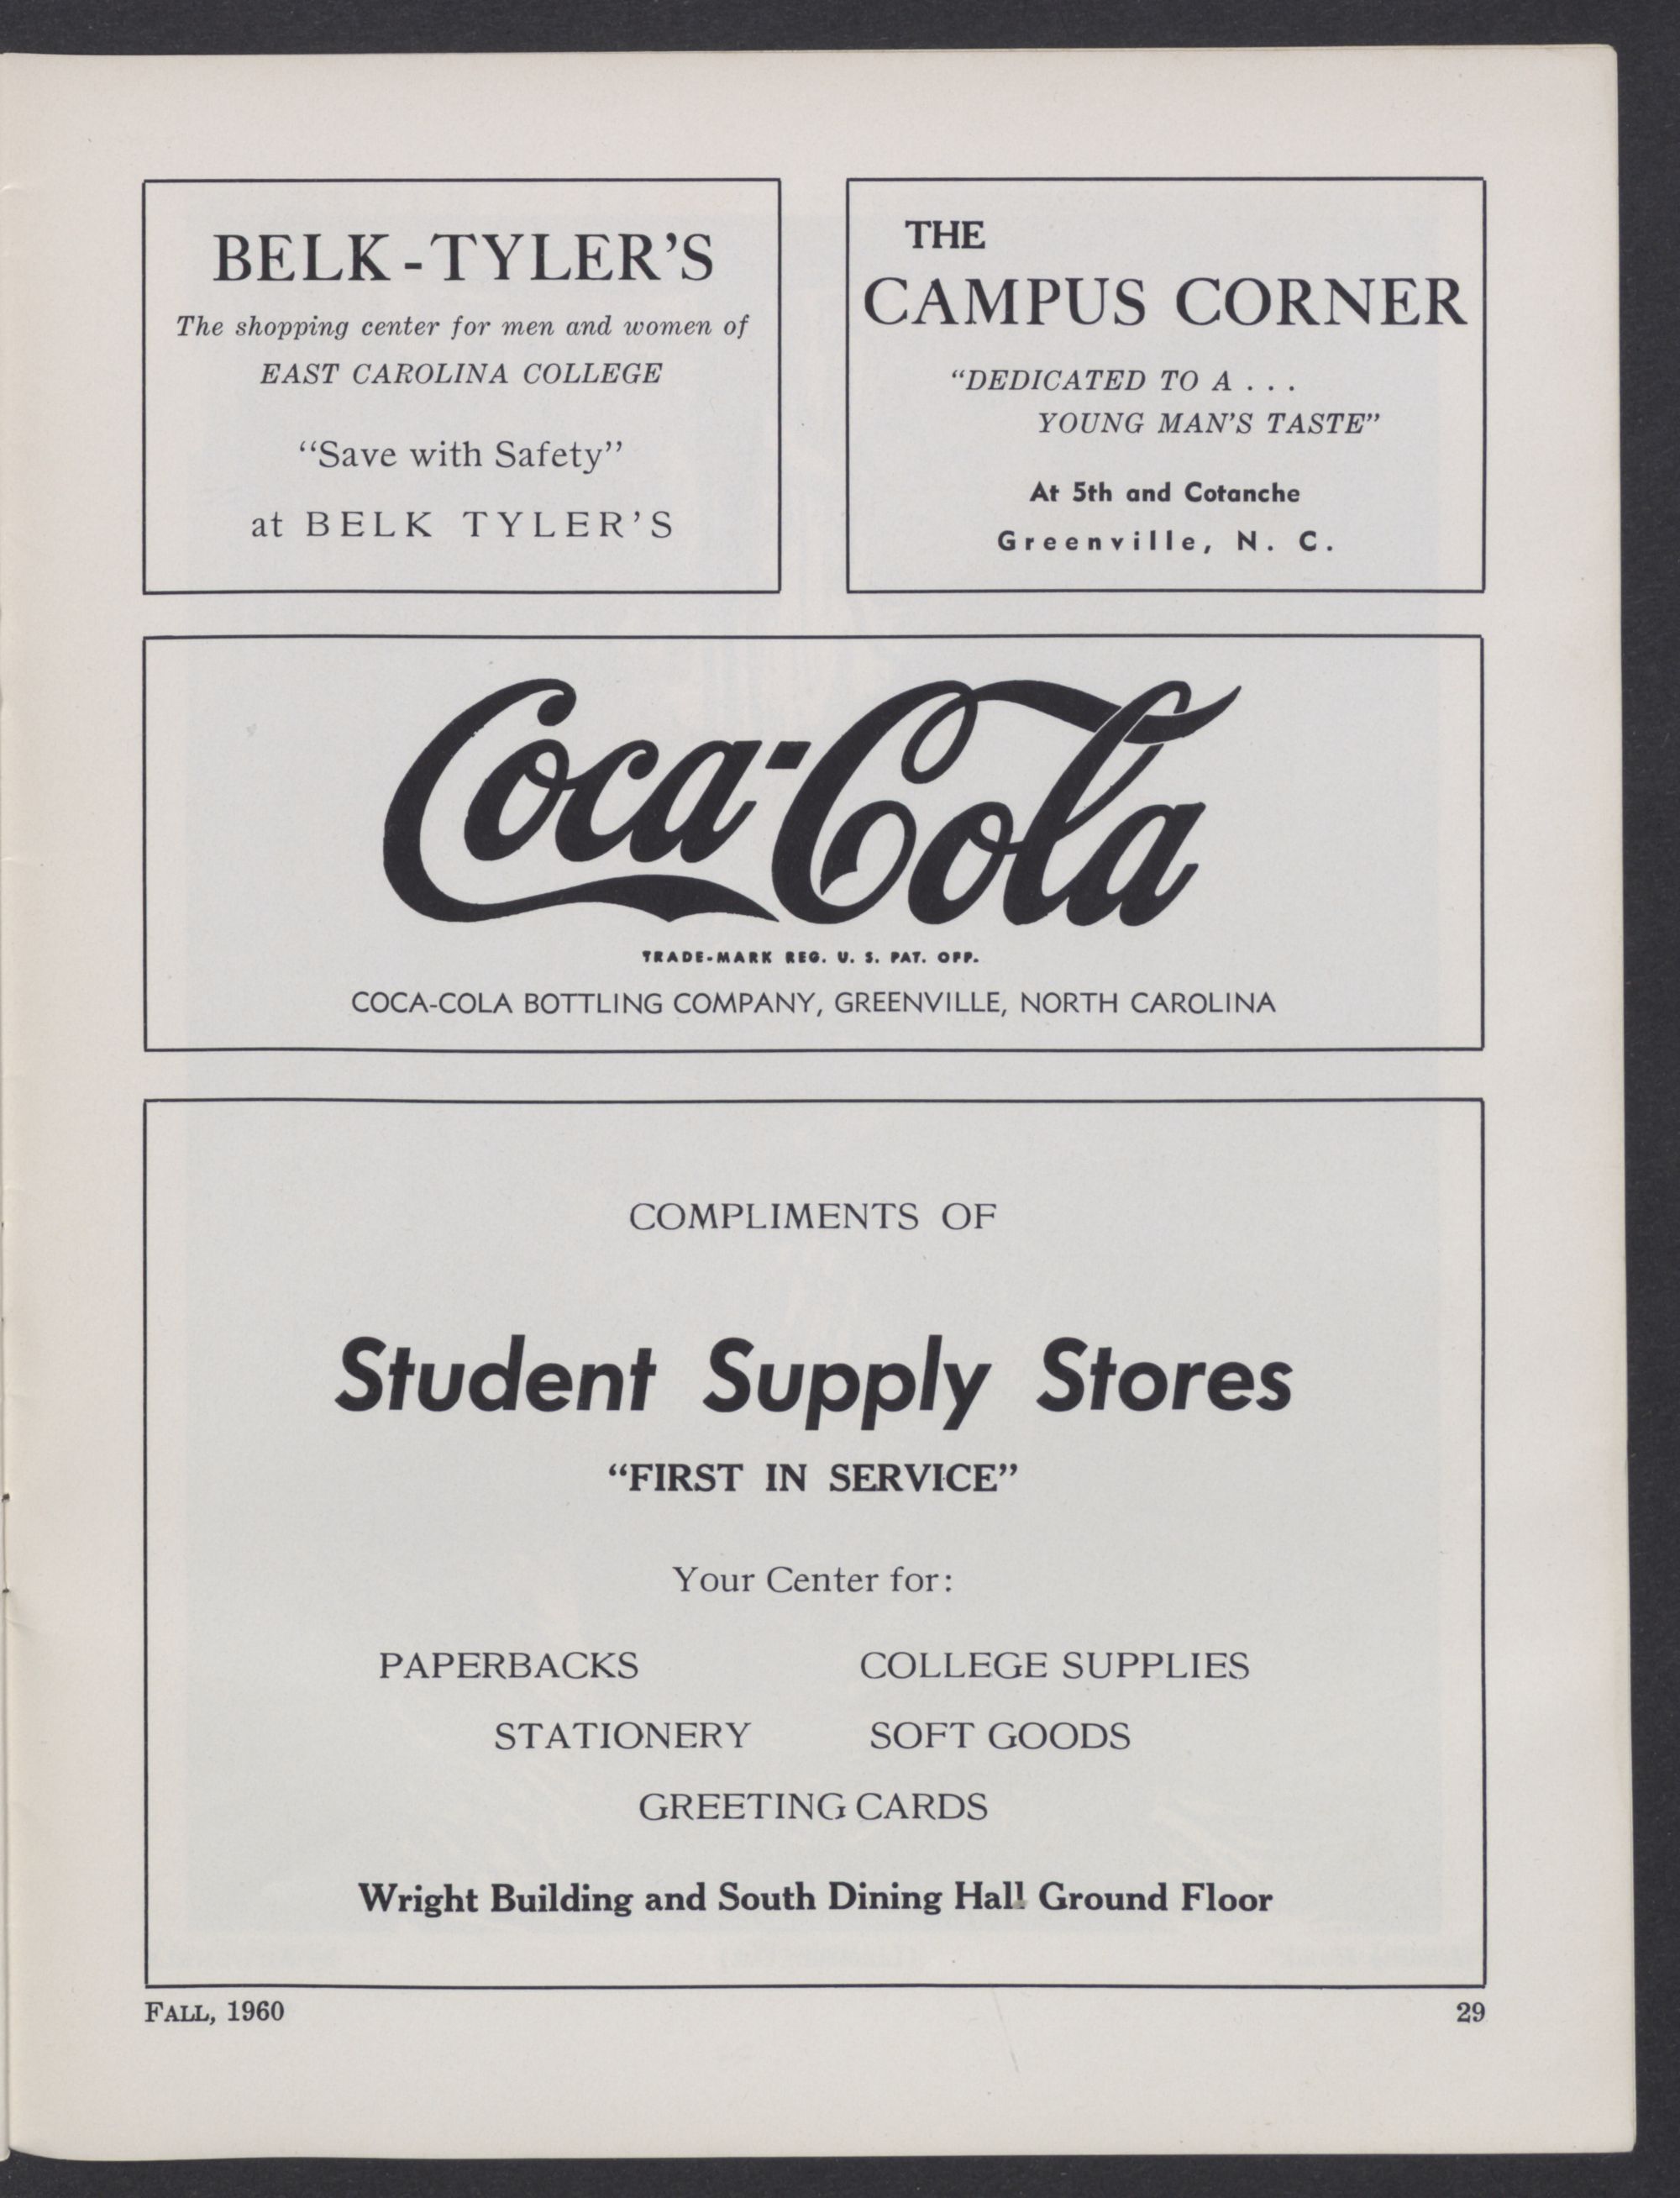 BELK-TYLER'S
The shopping center for men and women of
EAST CAROLINA COLLEGE
“Save with Safety”
at BELK TYLER'S
THE
CAMPUS CORNER
“DEDICATED TO A . . .
YOUNG MAN'S TASTE”
At 5th and Cotanche
Greenville, N. C.
Coca-Cola
TRADE-MARK REG. U. S. PAT. OFF.
COCA-COLA BOTTLING COMPANY, GREENVILLE, NORTH CAROLINA
COMPLIMENTS OF
Student Supply Stores
“FIRST IN SERVICE”
Your Center for:
PAPERBACKS COLLEGE SUPPLIES
STATIONERY SOFT GOODS
GREETING CARDS
Wright Building and South Dining Hall Ground Floor
FALL, 1960 29